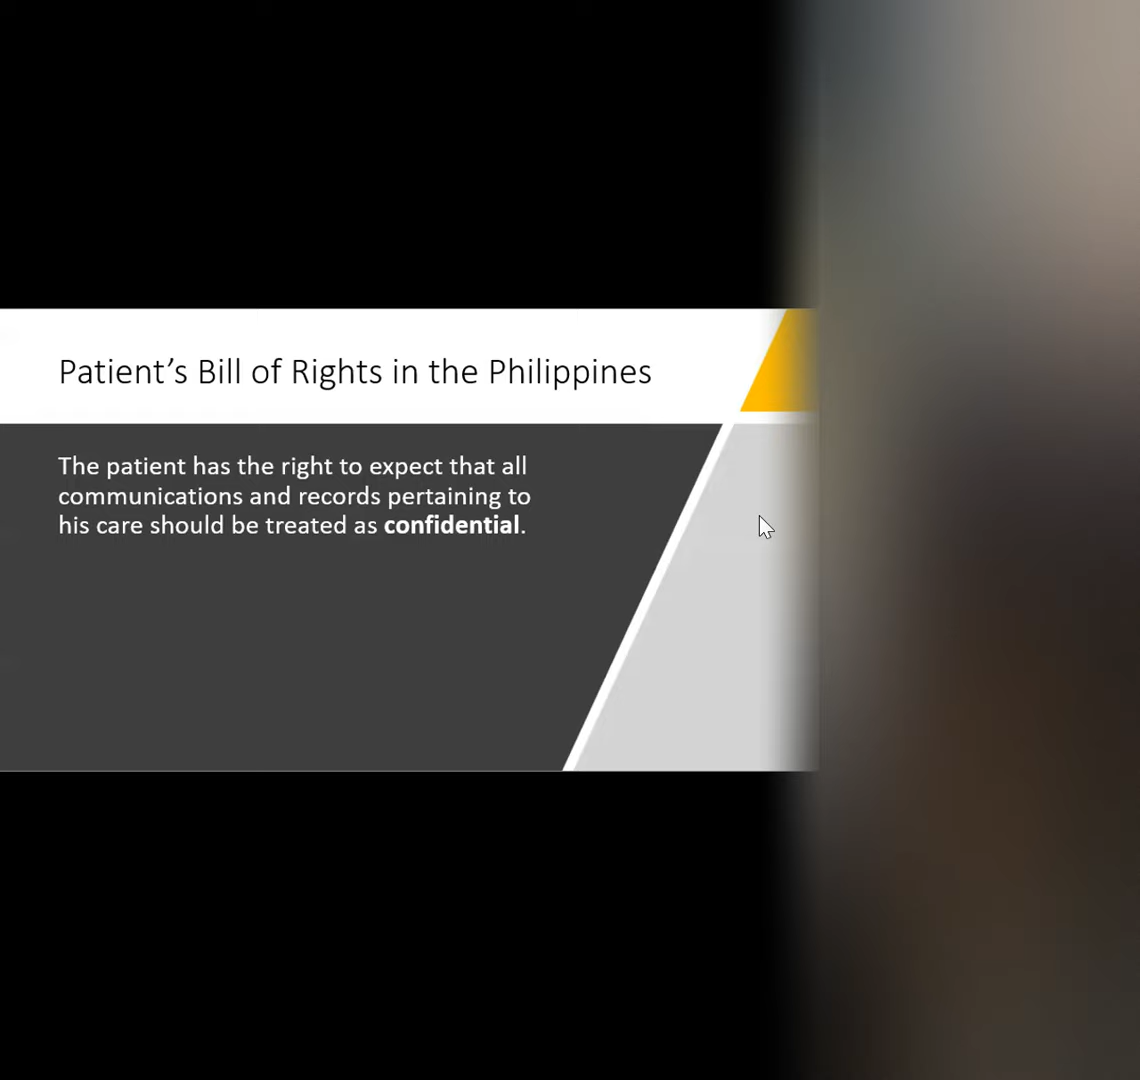 Patient’s Bill of Rights in the Philippines
The patient has the right to expect that all
communications and records pertaining to
his care should be treated as confidential.